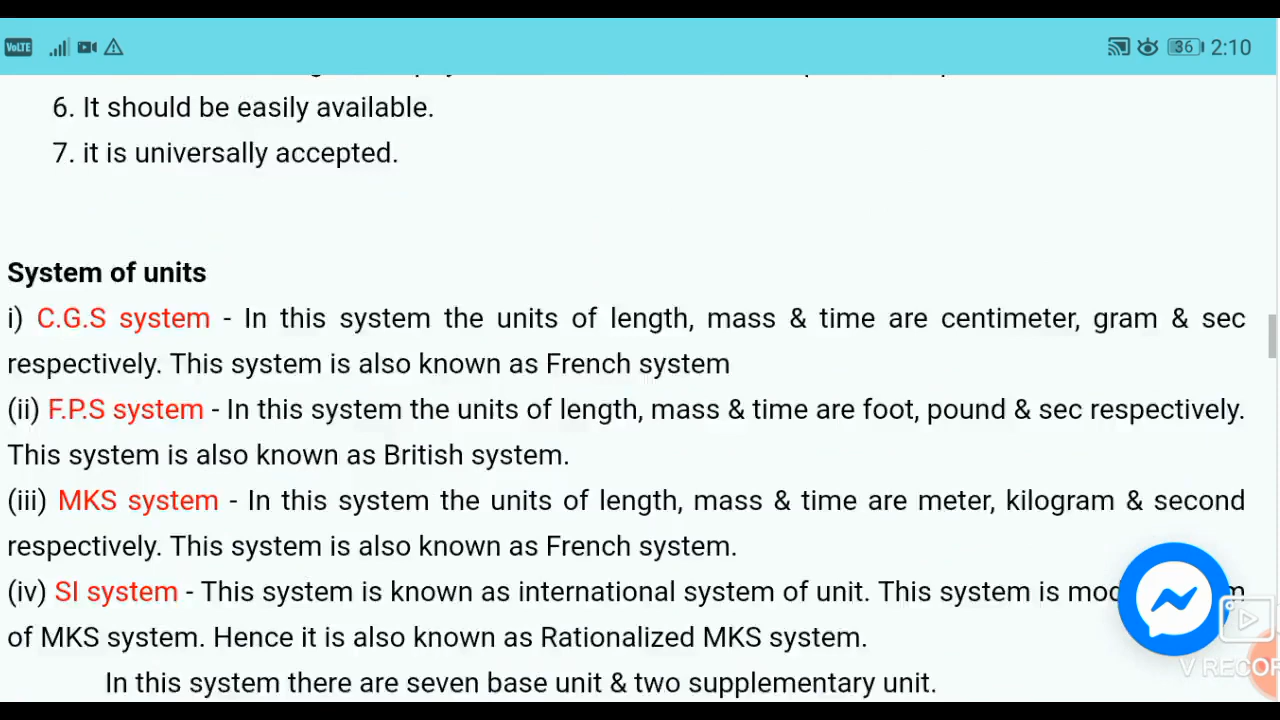 VoLTE 36 2:10
6. It should be easily available.
7. it is universally accepted.
System of units
i) C.G.S system - In this system the units of length, mass & time are centimeter, gram & sec
respectively. This system is also known as French system
(ii) F.P.S system - In this system the units of length, mass & time are foot, pound & sec respectively.
This system is also known as British system.
(iii) MKS system - In this system the units of length, mass & time are meter, kilogram & second
respectively. This system is also known as French system.
(iv) SI system - This system is known as international system of unit. This system is
of MKS system. Hence it is also known as Rationalized MKS system.
V RECOR
In this system there are seven base unit & two supplementary unit.